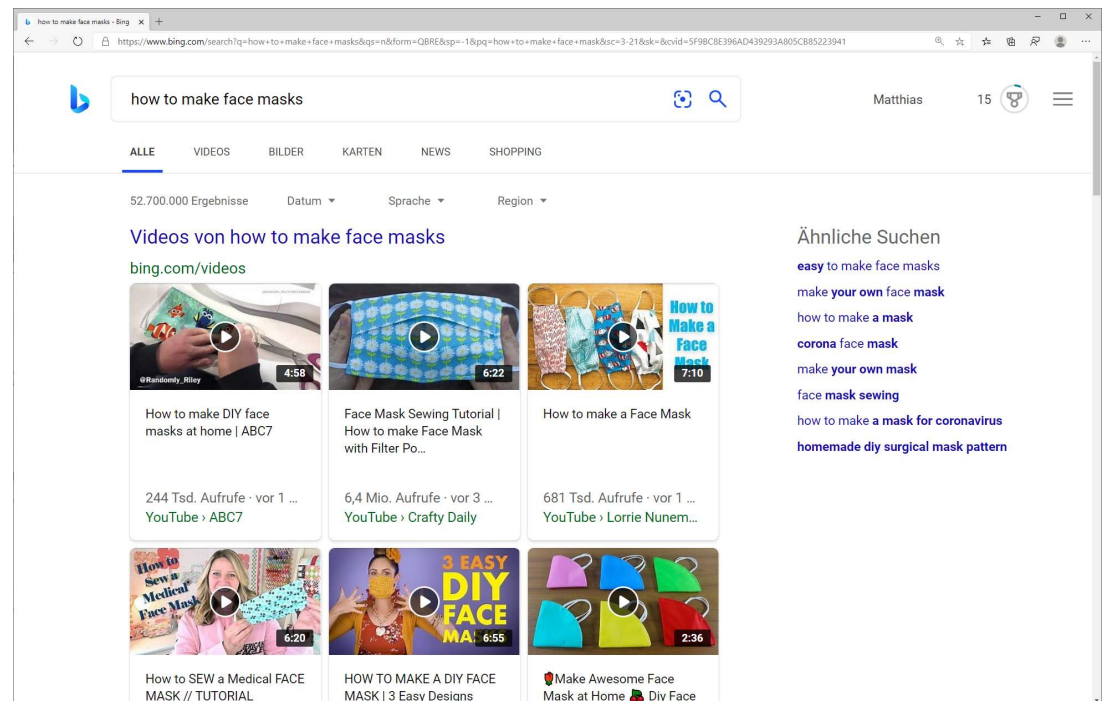 how to make face masks - Bing
https://www.bing.com/search?q=how+to+make+face+masks&qs=n&form=QBRE&sp=-1&pq=how+to+make+face+mask&sc=3-21&sk=&cvid=5F9BC8E396AD439293A805CB85223941
how to make face masks
Matthias 15
ALLE VIDEOS BILDER KARTEN NEWS SHOPPING
52.700.000 Ergebnisse Datum Sprache Region
Videos von how to make face masks
bing.com/videos
@Randomly_Riley
4:58
6:22
How to
Make a
Face
Mask
7:10
How to make DIY face
masks at home | ABC7
244 Tsd. Aufrufe · vor 1 ...
YouTube › ABC7
Face Mask Sewing Tutorial |
How to make Face Mask
with Filter Po...
6,4 Mio. Aufrufe · vor 3 ...
YouTube › Crafty Daily
How to make a Face Mask
681 Tsd. Aufrufe · vor 1 ...
YouTube › Lorrie Nunem...
How to
Sew a
Medical
Face Mask
6:20
3 EASY
DIY
FACE
MA
6:55
2:36
How to SEW a Medical FACE
MASK // TUTORIAL
HOW TO MAKE A DIY FACE
MASK | 3 Easy Designs
Make Awesome Face
Mask at Home Diy Face
Ähnliche Suchen
easy to make face masks
make your own face mask
how to make a mask
corona face mask
make your own mask
face mask sewing
how to make a mask for coronavirus
homemade diy surgical mask pattern